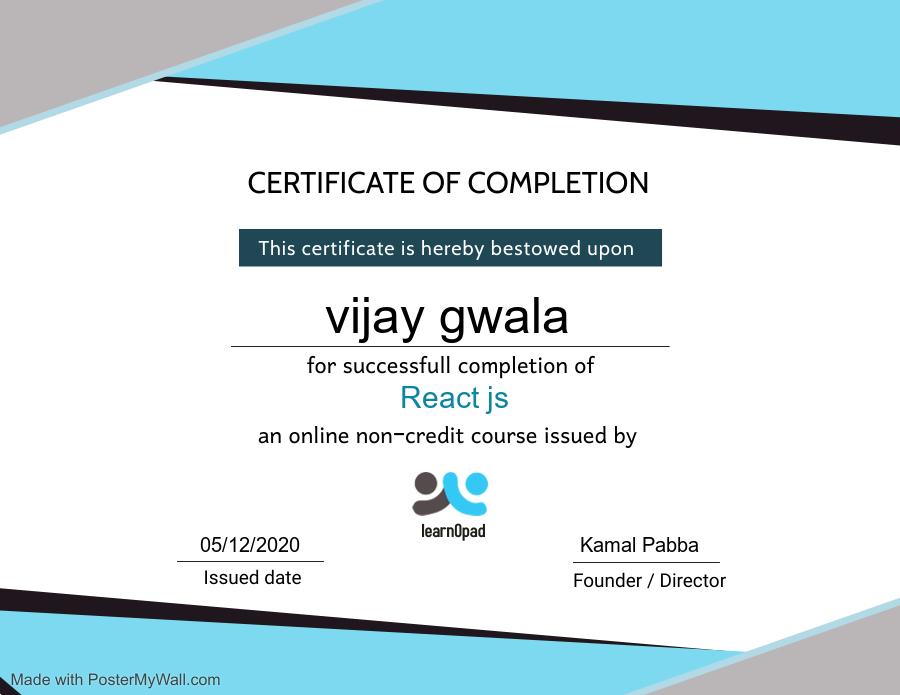 CERTIFICATE OF COMPLETION
This certificate is hereby bestowed upon
vijay gwala
for successfull completion of
React js
an online non-credit course issued by
learnOpad
05/12/2020
Issued date
Kamal Pabba
Founder / Director
Made with PosterMyWall.com